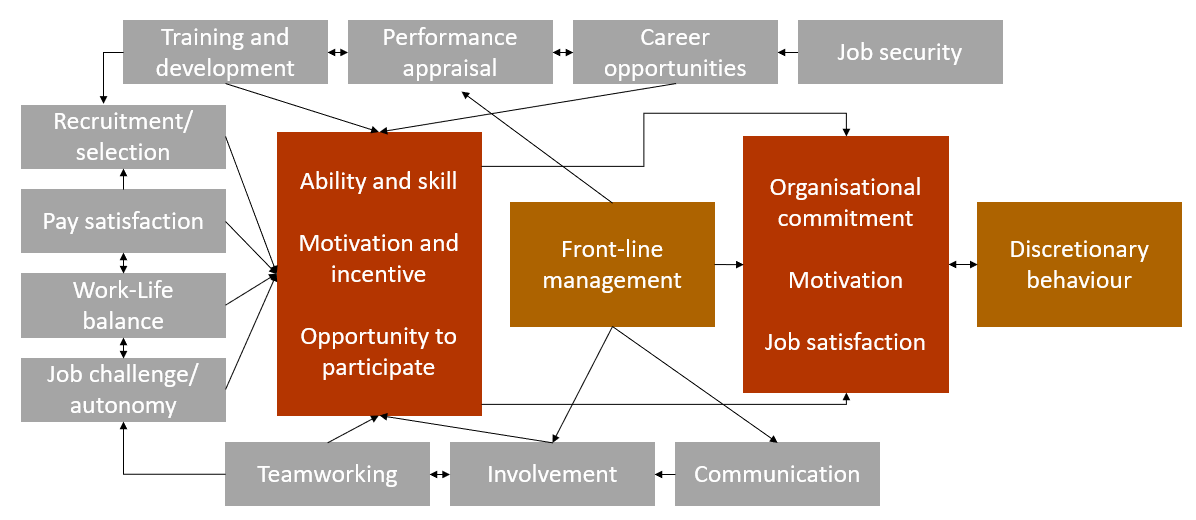 Training and
development
Performance
appraisal
Career
opportunities
Job security
Recruitment/
selection
Pay satisfaction
Work-Life
balance
Job challenge/
autonomy
Ability and skill
Motivation and
incentive
Opportunity to
participate
Front-line
management
Organisational
commitment
Motivation
Job satisfaction
Discretionary
behaviour
Teamworking
Involvement
Communication